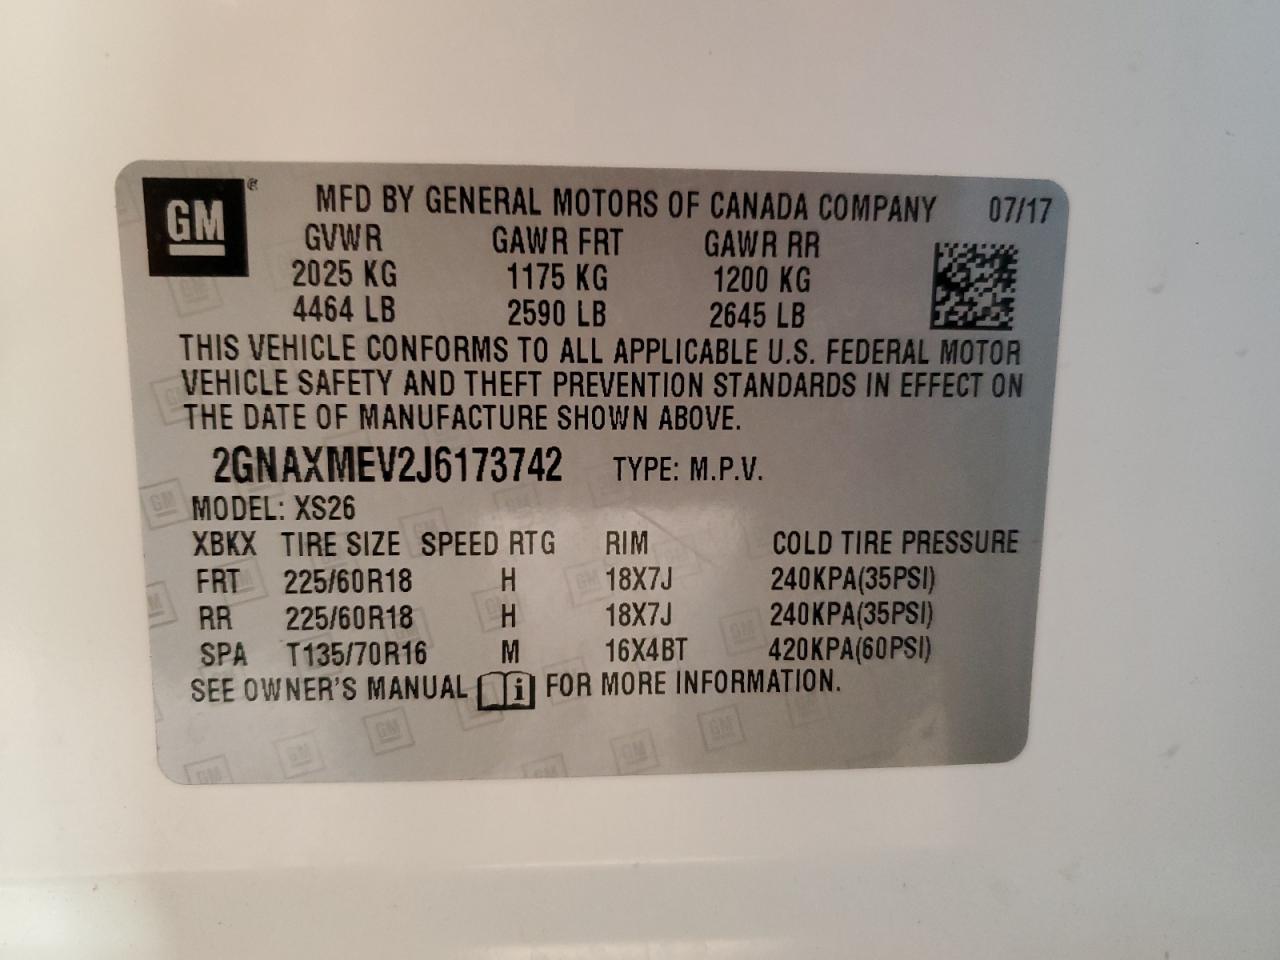 GM® MFD BY GENERAL MOTORS OF CANADA COMPANY 07/17
GVWR GAWR FRT GAWR RR
2025 KG 1175 KG 1200 KG
4464 LB 2590 LB 2645 LB
THIS VEHICLE CONFORMS TO ALL APPLICABLE U.S. FEDERAL MOTOR
VEHICLE SAFETY AND THEFT PREVENTION STANDARDS IN EFFECT ON
THE DATE OF MANUFACTURE SHOWN ABOVE.
2GNAXMEV2J6173742 TYPE: M.P.V.
MODEL: XS26
XBKX TIRE SIZE SPEED RTG RIM COLD TIRE PRESSURE
FRT 225/60R18 H 18X7J 240KPA(35PSI)
RR 225/60R18 H 18X7J 240KPA(35PSI)
SPA T135/70R16 M 16X4BT 420KPA(60PSI)
SEE OWNER'S MANUAL i FOR MORE INFORMATION.